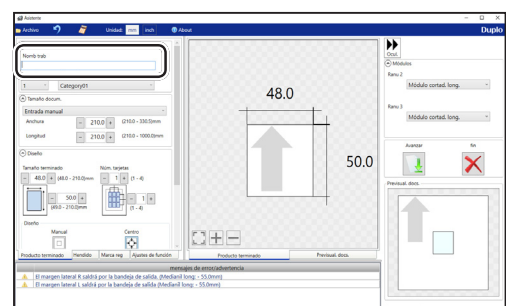 Asistente
Archivo Unidad: mm inch About Duplo
Nomb trab
1 Category01
Tamaño docum.
Entrada manual
Anchura - 210.0 + (210.0 - 330.0)mm
Longitud - 210.0 + (210.0 - 1000.0)mm
Diseño
Tamaño terminado Núm. tarjetas
- 48.0 + (48.0 - 210.0)mm - 1 + (1 - 4)
- 50.0 + - 1 +
(49.0 - 210.0)mm (1 - 4)
Diseño
Manual Centro
Producto terminado Hendido Marca reg Ajustes de función
48.0
50.0
Producto terminado Previsual. docs.
Ocul.
Módulos
Ranu 2
Módulo cortad. long.
Ranu 3
Módulo cortad. long.
Avanzar fin
Previsual. docs.
mensajes de error/advertencia
El margen lateral R saldrá por la bandeja de salida. (Medianil long: - 55.0mm)
El margen lateral L saldrá por la bandeja de salida. (Medianil long: - 55.0mm)